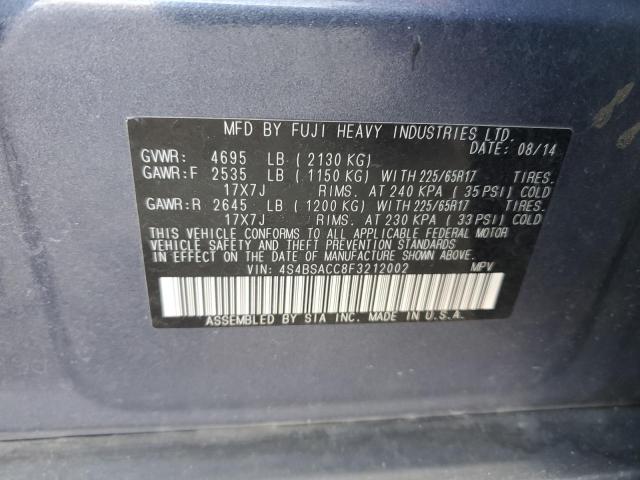 MFD BY FUJI HEAVY INDUSTRIES LTD.
DATE: 08/14
GVWR: 4695 LB ( 2130 KG)
GAWR:F 2535 LB ( 1150 KG) WITH 225/65R17 TIRES.
17X7J RIMS. AT 240 KPA ( 35 PSI) COLD
GAWR:R 2645 LB ( 1200 KG) WITH 225/65R17 TIRES.
17X7J RIMS. AT 230 KPA ( 33 PSI) COLD
THIS VEHICLE CONFORMS TO ALL APPLICABLE FEDERAL MOTOR
VEHICLE SAFETY AND THEFT PREVENTION STANDARDS
IN EFFECT ON THE DATE OF MANUFACTURE SHOWN ABOVE.
VIN: 4S4BSACC8F3212002 MPV
ASSEMBLED BY SIA INC. MADE IN U.S.A.